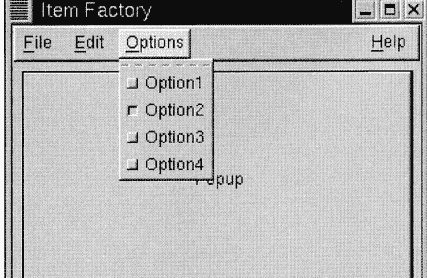 Item Factory
File Edit Options Help
Option1
Option2
Option3
Option4
Popup